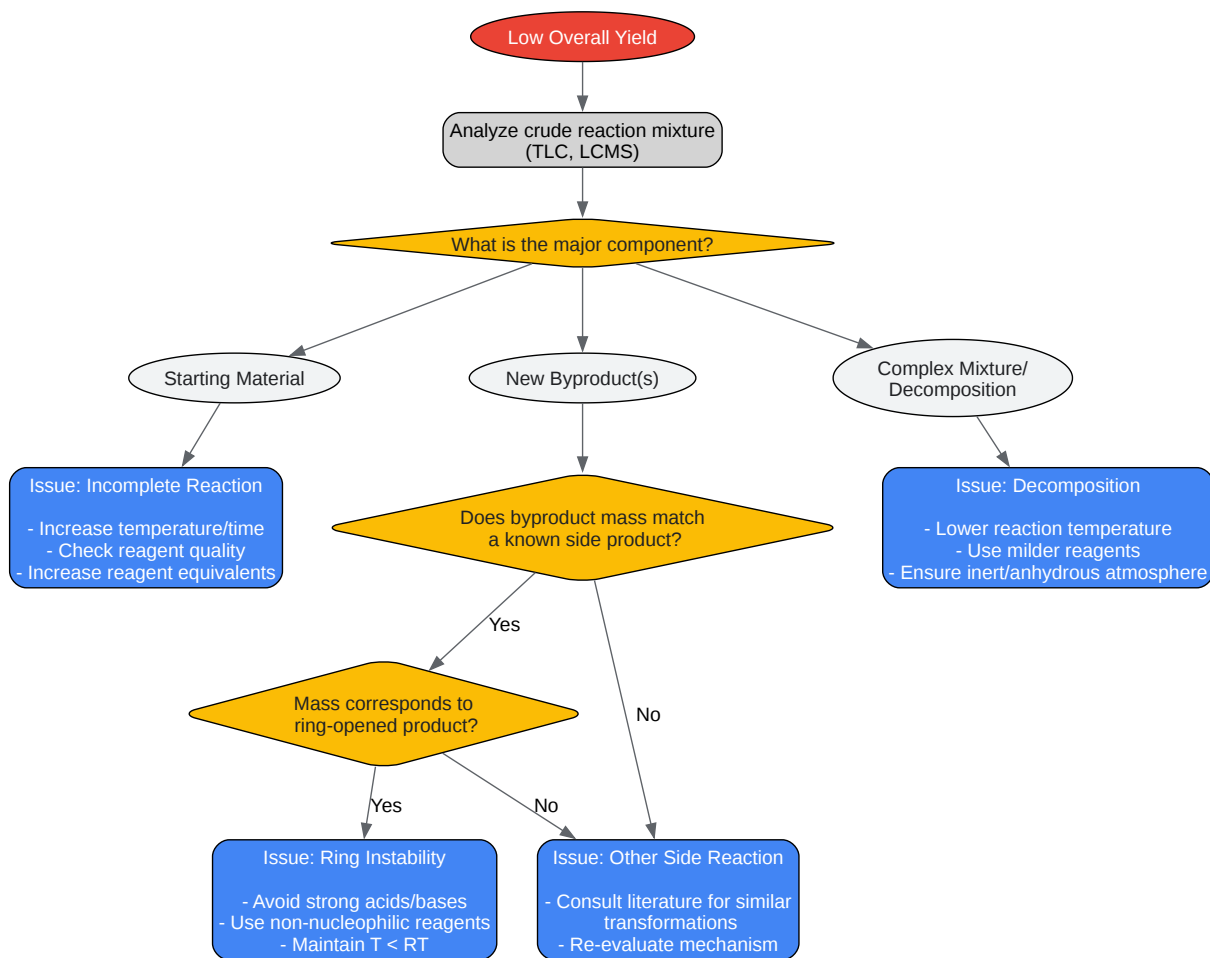 Low Overall Yield
Analyze crude reaction mixture
(TLC, LCMS)
What is the major component?
Starting Material
New Byproduct(s)
Complex Mixture/
Decomposition
Issue: Incomplete Reaction
- Increase temperature/time
- Check reagent quality
- Increase reagent equivalents
Does byproduct mass match
a known side product?
Issue: Decomposition
- Lower reaction temperature
- Use milder reagents
- Ensure inert/anhydrous atmosphere
Yes
No
Mass corresponds to
ring-opened product?
Yes
No
Issue: Ring Instability
- Avoid strong acids/bases
- Use non-nucleophilic reagents
- Maintain T < RT
Issue: Other Side Reaction
- Consult literature for similar
transformations
- Re-evaluate mechanism